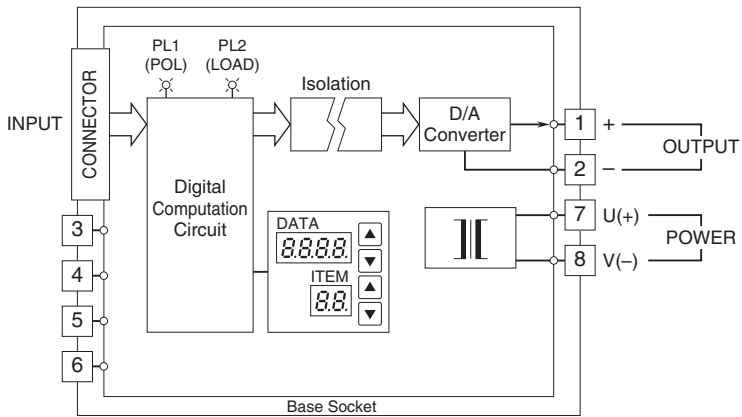 PL1
(POL)
PL2
(LOAD)
Isolation
INPUT
CONNECTOR
D/A
Converter
1
+
OUTPUT
2
–
Digital
Computation
Circuit
3
4
5
6
DATA
8.8.8.8.
ITEM
8.8.
7
U(+)
POWER
8
V(–)
Base Socket